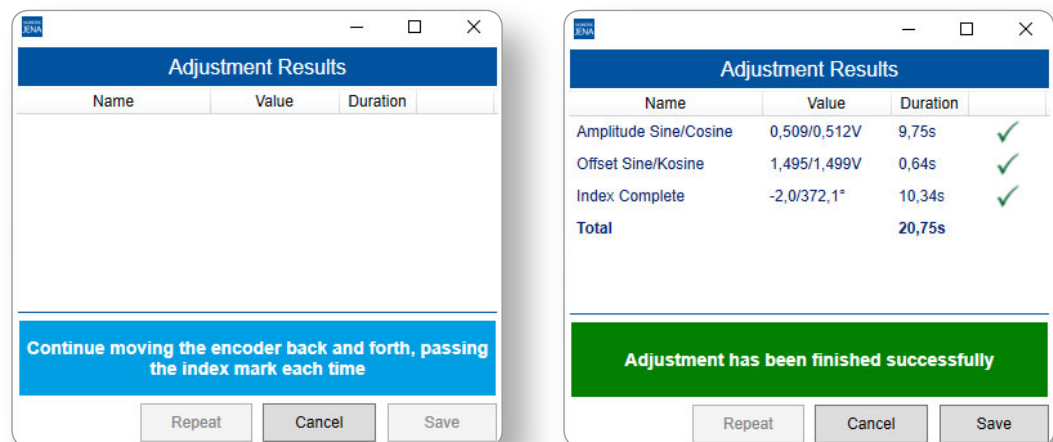 JENA
Adjustment Results
Name Value Duration
Continue moving the encoder back and forth, passing
the index mark each time
Repeat Cancel Save
JENA
Adjustment Results
Name Value Duration
Amplitude Sine/Cosine 0,509/0,512V 9,75s
Offset Sine/Kosine 1,495/1,499V 0,64s
Index Complete -2,0/372,1° 10,34s
Total 20,75s
Adjustment has been finished successfully
Repeat Cancel Save